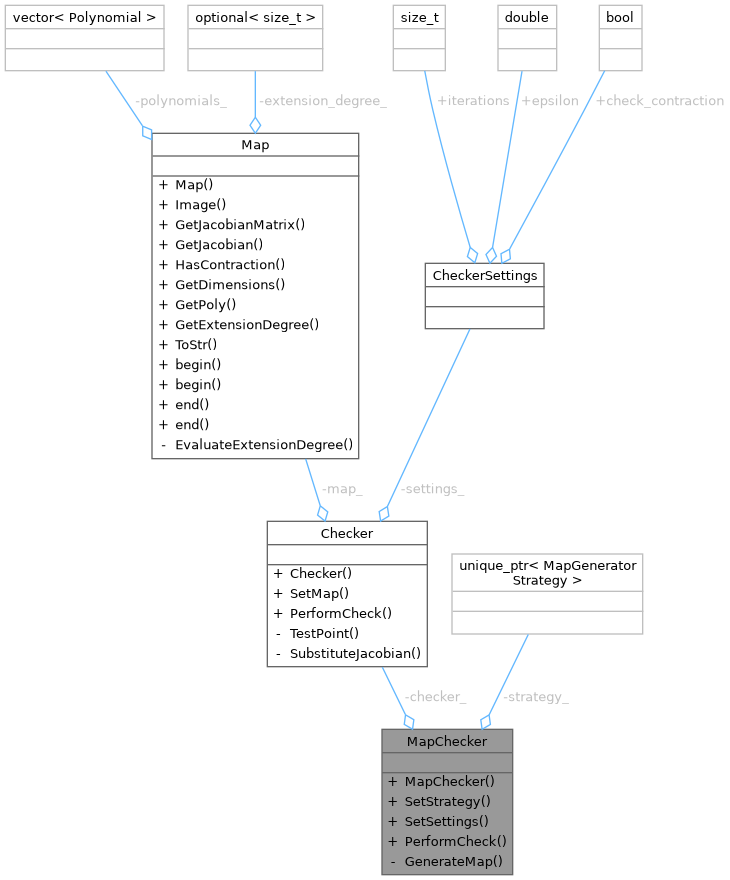 vector< Polynomial >
optional< size_t >
size_t
double
bool
-polynomials_
-extension_degree_
+iterations
+epsilon
+check_contraction
Map
+ Map()
+ Image()
+ GetJacobianMatrix()
+ GetJacobian()
+ HasContraction()
+ GetDimensions()
+ GetPoly()
+ GetExtensionDegree()
+ ToStr()
+ begin()
+ begin()
+ end()
+ end()
- EvaluateExtensionDegree()
CheckerSettings
-map_
-settings_
Checker
+ Checker()
+ SetMap()
+ PerformCheck()
- TestPoint()
- SubstituteJacobian()
unique_ptr< MapGenerator
Strategy >
-checker_
-strategy_
MapChecker
+ MapChecker()
+ SetStrategy()
+ SetSettings()
+ PerformCheck()
- GenerateMap()